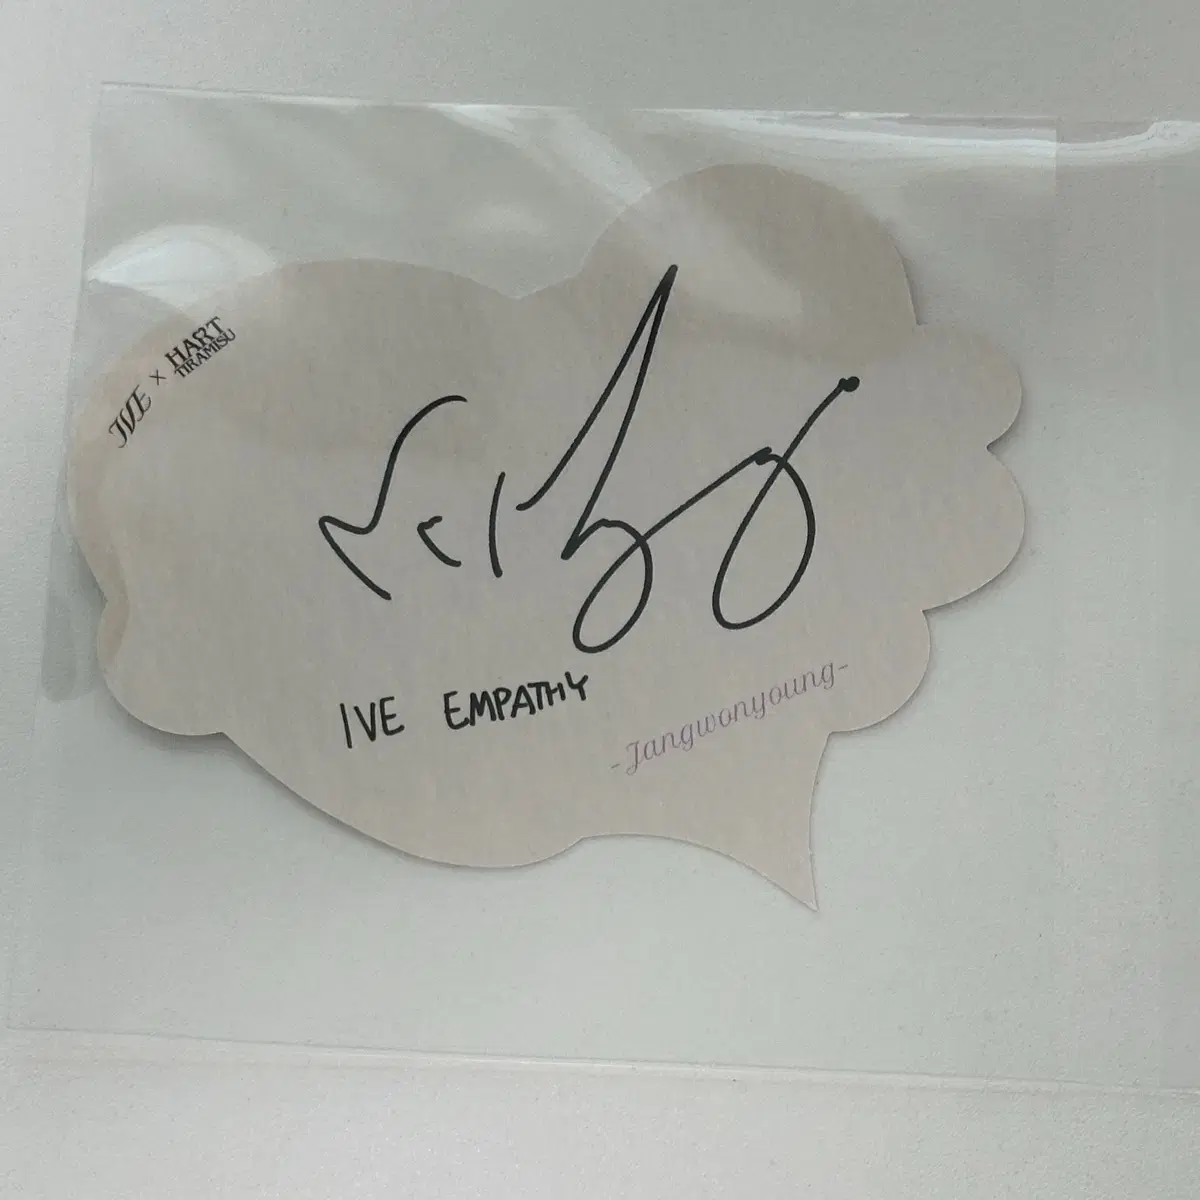 IVE x HART TIRAMISU
IVE EMPATHY
-Jangwonyoung-